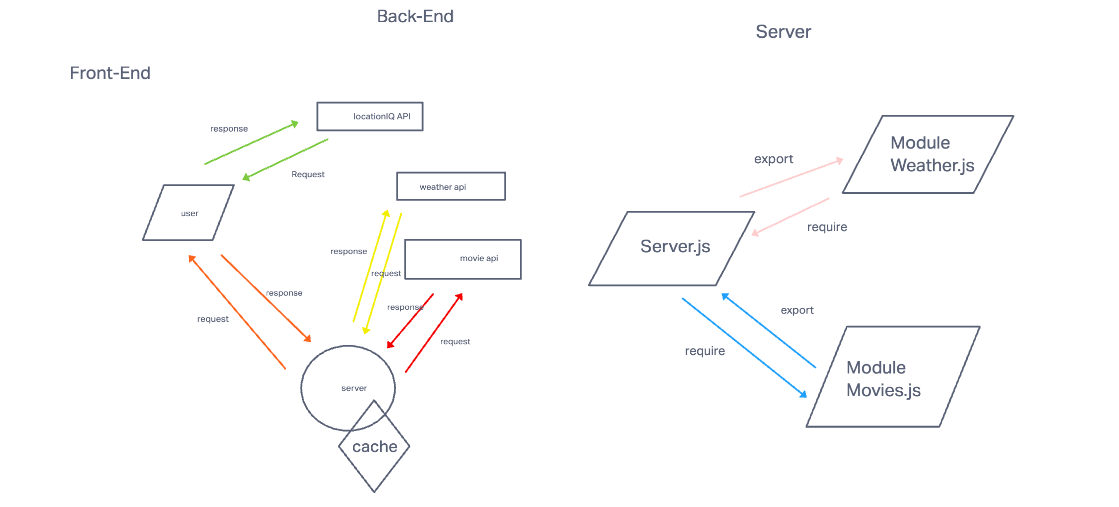 Back-End
Server
Front-End
locationIQ API
response
Request
weather api
user
response
movie api
request
response
response
request
request
server
cache
Module
Weather.js
export
require
Server.js
export
require
Module
Movies.js